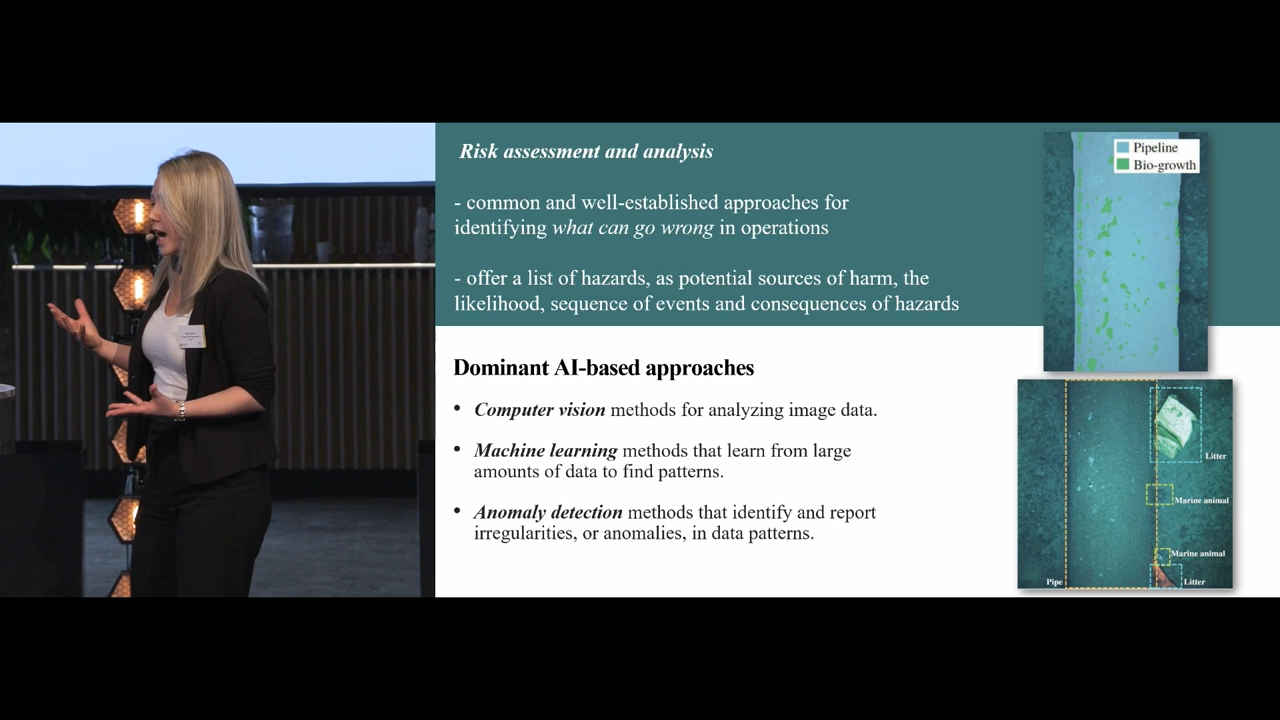 Risk assessment and analysis
- common and well-established approaches for
identifying what can go wrong in operations
- offer a list of hazards, as potential sources of harm, the
likelihood, sequence of events and consequences of hazards
Pipeline
Bio-growth
Dominant AI-based approaches
• Computer vision methods for analyzing image data.
• Machine learning methods that learn from large
amounts of data to find patterns.
• Anomaly detection methods that identify and report
irregularities, or anomalies, in data patterns.
Litter
Marine animal
Marine animal
Pipe
Litter